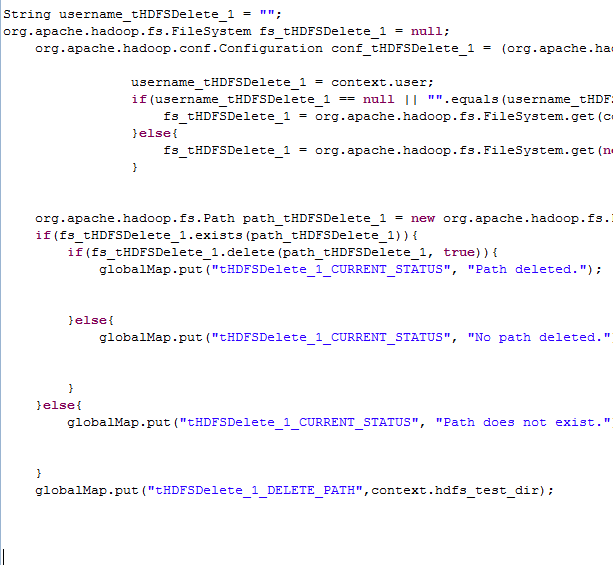 String username_tHDFSDelete_1 = "";
org.apache.hadoop.fs.FileSystem fs_tHDFSDelete_1 = null;
org.apache.hadoop.conf.Configuration conf_tHDFSDelete_1 = (org.apache.ha
username_tHDFSDelete_1 = context.user;
if(username_tHDFSDelete_1 == null || "".equals(username_tHDF
fs_tHDFSDelete_1 = org.apache.hadoop.fs.FileSystem.get(c
}else{
fs_tHDFSDelete_1 = org.apache.hadoop.fs.FileSystem.get(n
}
org.apache.hadoop.fs.Path path_tHDFSDelete_1 = new org.apache.hadoop.fs.
if(fs_tHDFSDelete_1.exists(path_tHDFSDelete_1)){
if(fs_tHDFSDelete_1.delete(path_tHDFSDelete_1, true)){
globalMap.put("tHDFSDelete_1_CURRENT_STATUS", "Path deleted.");
}else{
globalMap.put("tHDFSDelete_1_CURRENT_STATUS", "No path deleted."
}
}else{
globalMap.put("tHDFSDelete_1_CURRENT_STATUS", "Path does not exist."
}
globalMap.put("tHDFSDelete_1_DELETE_PATH",context.hdfs_test_dir);